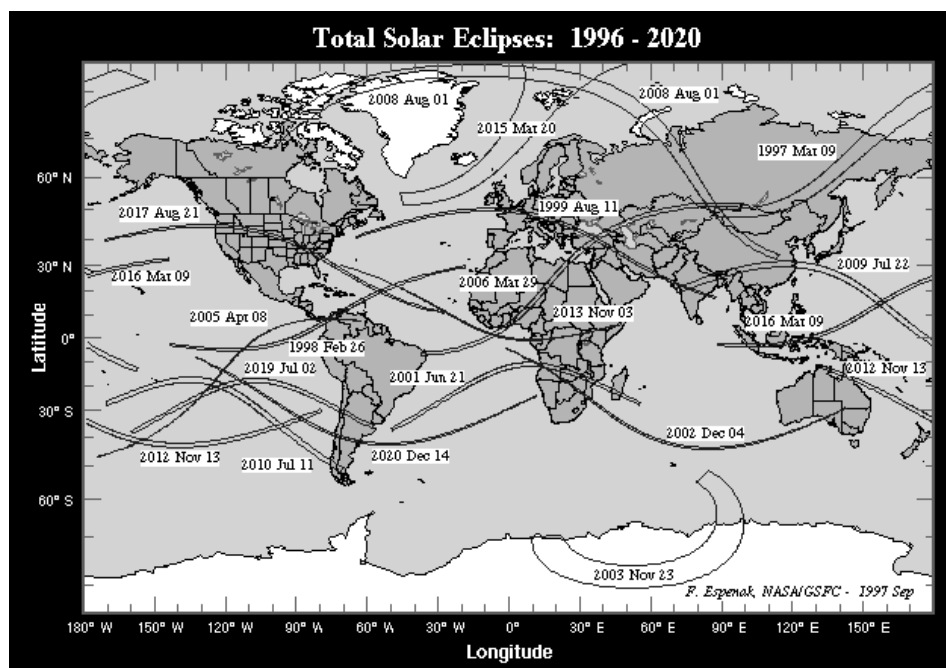 Total Solar Eclipses: 1996 - 2020
2008 Aug 01
2008 Aug 01
2015 Mar 20
1997 Mar 09
60° N
2017 Aug 21
1999 Aug 11
30° N
2016 Mar 09
2006 Mar 29
2009 Jul 22
2005 Apr 08
2013 Nov 03
2016 Mar 09
0°
1998 Feb 26
2019 Jul 02
2001 Jun 21
2012 Nov 13
Latitude
30° S
2012 Nov 13
2010 Jul 11
2020 Dec 14
2002 Dec 04
60° S
2003 Nov 23
F. Espenak, NASA/GSFC - 1997 Sep
180° W 150° W 120° W 90° W 60° W 30° W 0° 30° E 60° E 90° E 120° E 150° E
Longitude